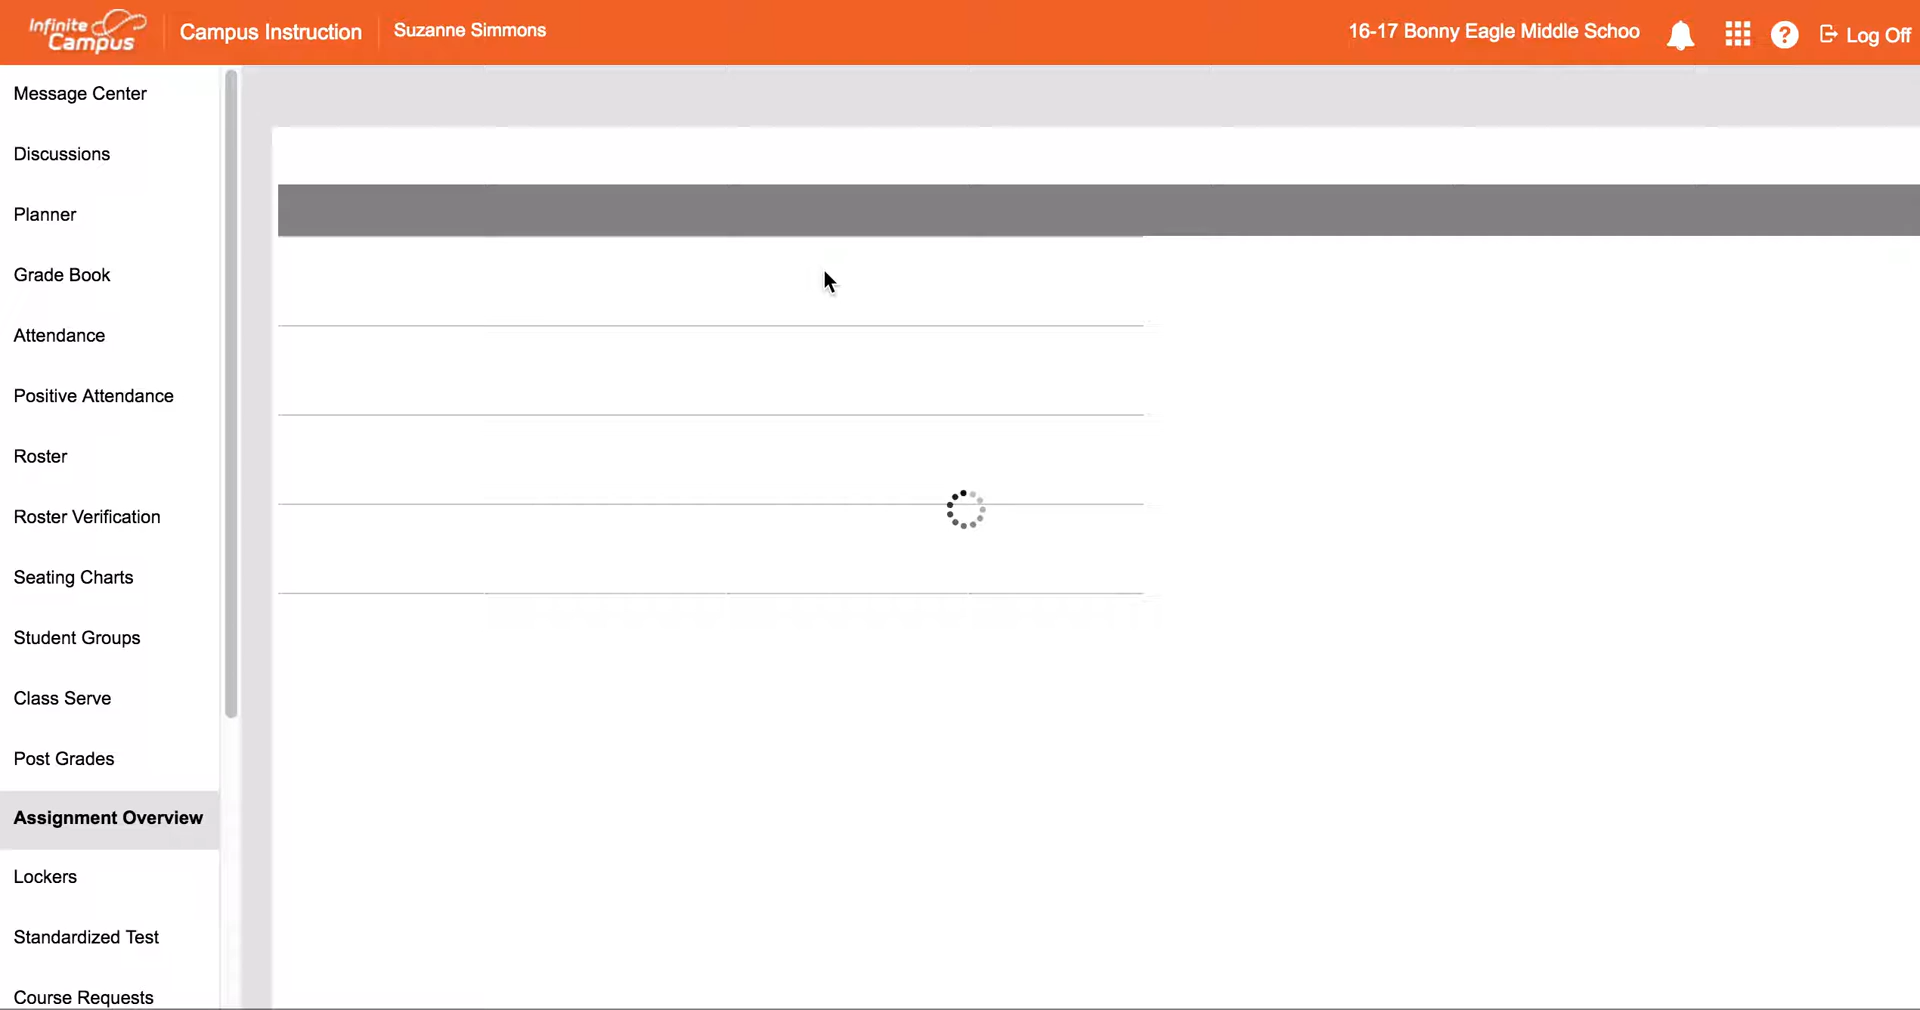 Infinite
Campus
Campus Instruction
Suzanne Simmons
16-17 Bonny Eagle Middle Schoo
?
Log Off
Message Center
Discussions
Planner
Grade Book
Attendance
Positive Attendance
Roster
Roster Verification
Seating Charts
Student Groups
Class Serve
Post Grades
Assignment Overview
Lockers
Standardized Test
Course Requests